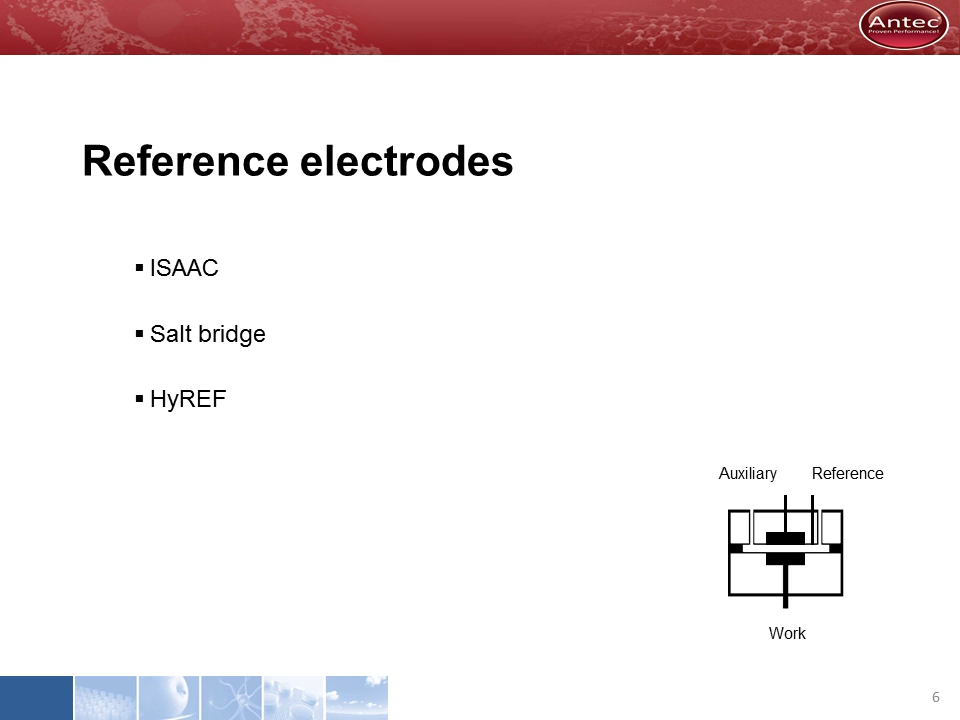 Antec
Proven Performance!
Reference electrodes
▪ ISAAC
▪ Salt bridge
▪ HyREF
Auxiliary Reference
Work
6